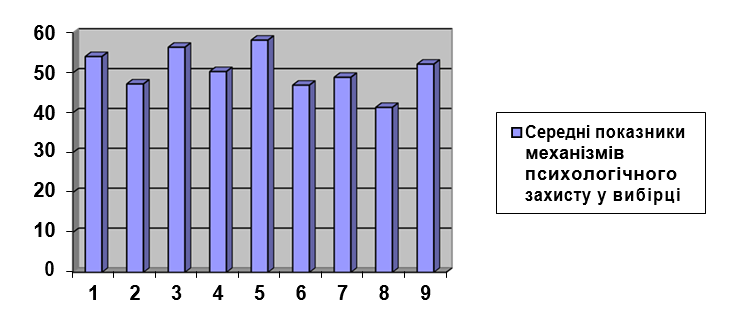 60
50
40
30
20
10
0
1 2 3 4 5 6 7 8 9
Середні показники
механізмів
психологічного
захисту у вибірці